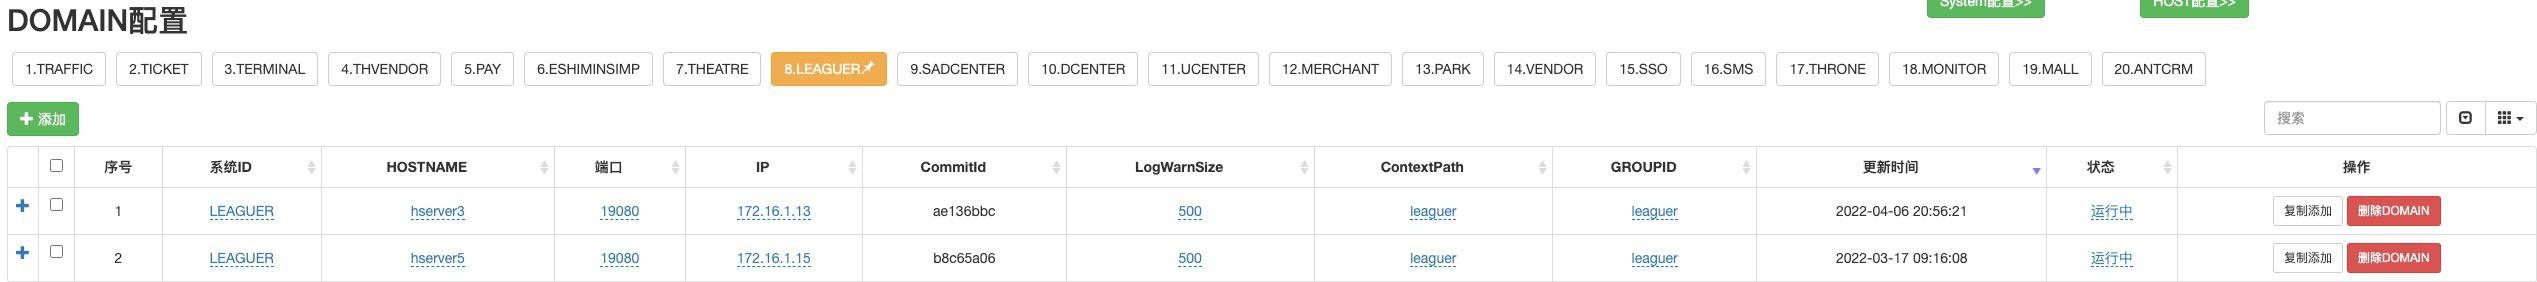 System配置>> HOST配置>>
DOMAIN配置
1.TRAFFIC 2.TICKET 3.TERMINAL 4.THVENDOR 5.PAY 6.ESHIMINSIMP 7.THEATRE 8.LEAGUER 9.SADCENTER 10.DCENTER 11.UCENTER 12.MERCHANT 13.PARK 14.VENDOR 15.SSO 16.SMS 17.THRONE 18.MONITOR 19.MALL 20.ANTCRM
添加 搜索
序号 系统ID HOSTNAME 端口 IP CommitId LogWarnSize ContextPath GROUPID 更新时间 状态 操作
1 LEAGUER hserver3 19080 172.16.1.13 ae136bbc 500 leaguer leaguer 2022-04-06 20:56:21 运行中 复制添加 删除DOMAIN
2 LEAGUER hserver5 19080 172.16.1.15 b8c65a06 500 leaguer leaguer 2022-03-17 09:16:08 运行中 复制添加 删除DOMAIN